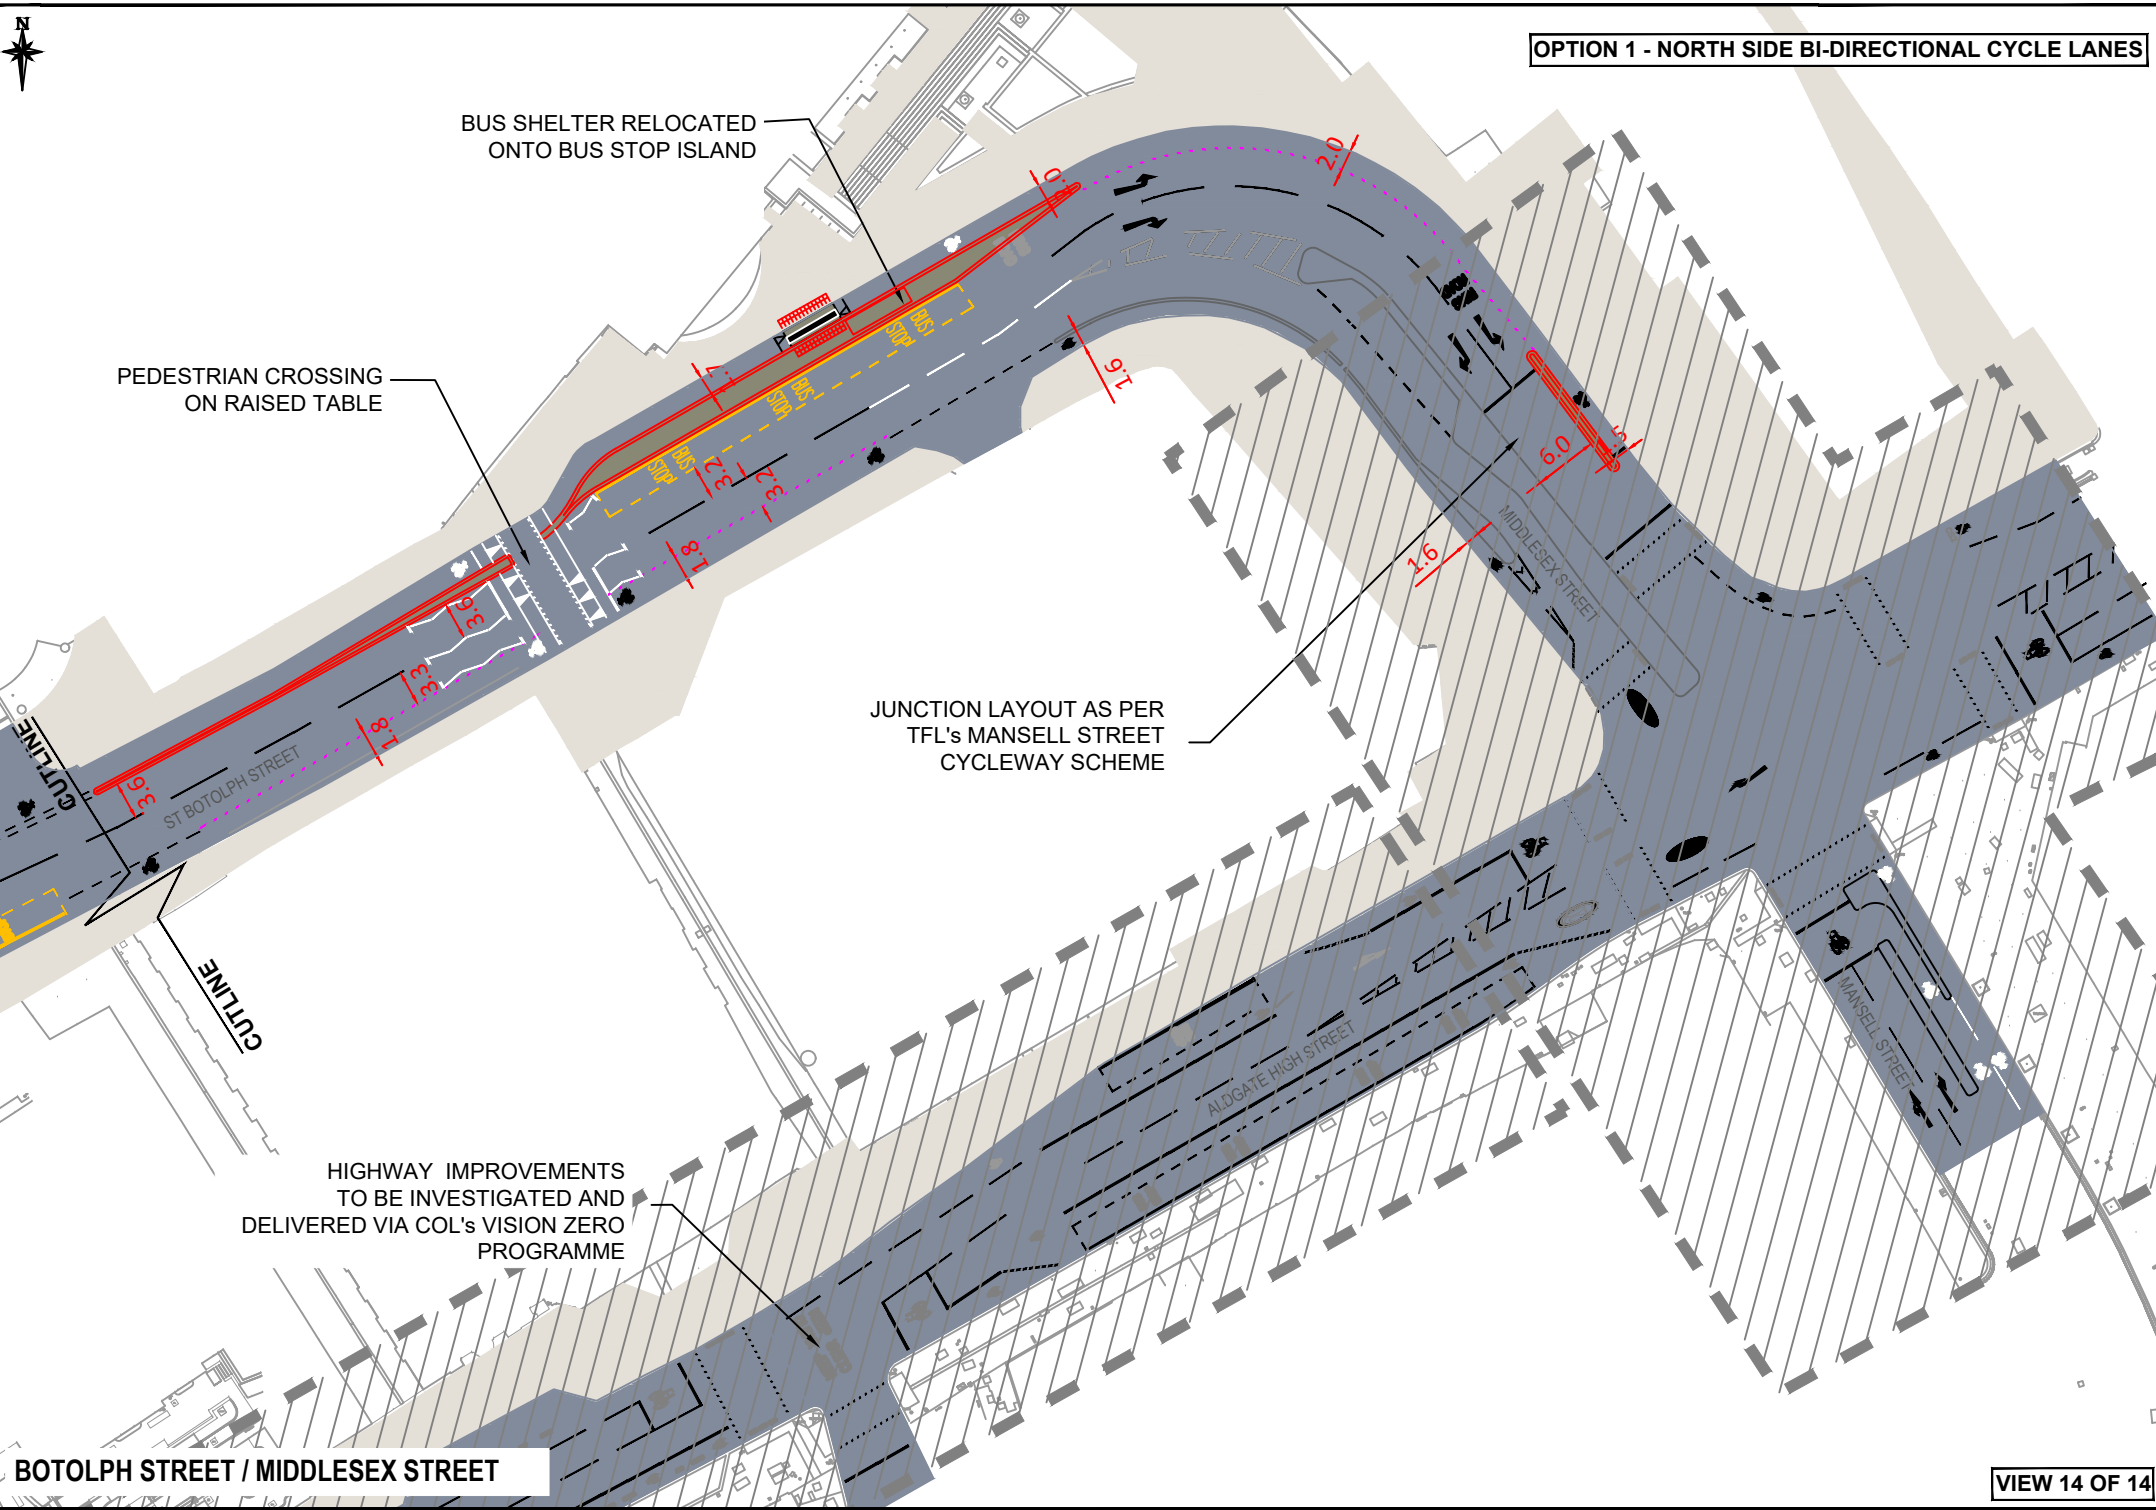 N
OPTION 1 - NORTH SIDE BI-DIRECTIONAL CYCLE LANES
BUS SHELTER RELOCATED
ONTO BUS STOP ISLAND
2.0
PEDESTRIAN CROSSING
ON RAISED TABLE
BUS
STOP
BUS
STOP
BUS
STOP
1.6
3.2
3.2
1.8
6.0
1.6
3.6
3.3
1.8
3.6
MIDDLESEX STREET
ST BOTOLPH STREET
CUTLINE
CUTLINE
JUNCTION LAYOUT AS PER
TFL's MANSELL STREET
CYCLEWAY SCHEME
MANSELL STREET
ALDGATE HIGH STREET
HIGHWAY IMPROVEMENTS
TO BE INVESTIGATED AND
DELIVERED VIA COL's VISION ZERO
PROGRAMME
BOTOLPH STREET / MIDDLESEX STREET
VIEW 14 OF 14